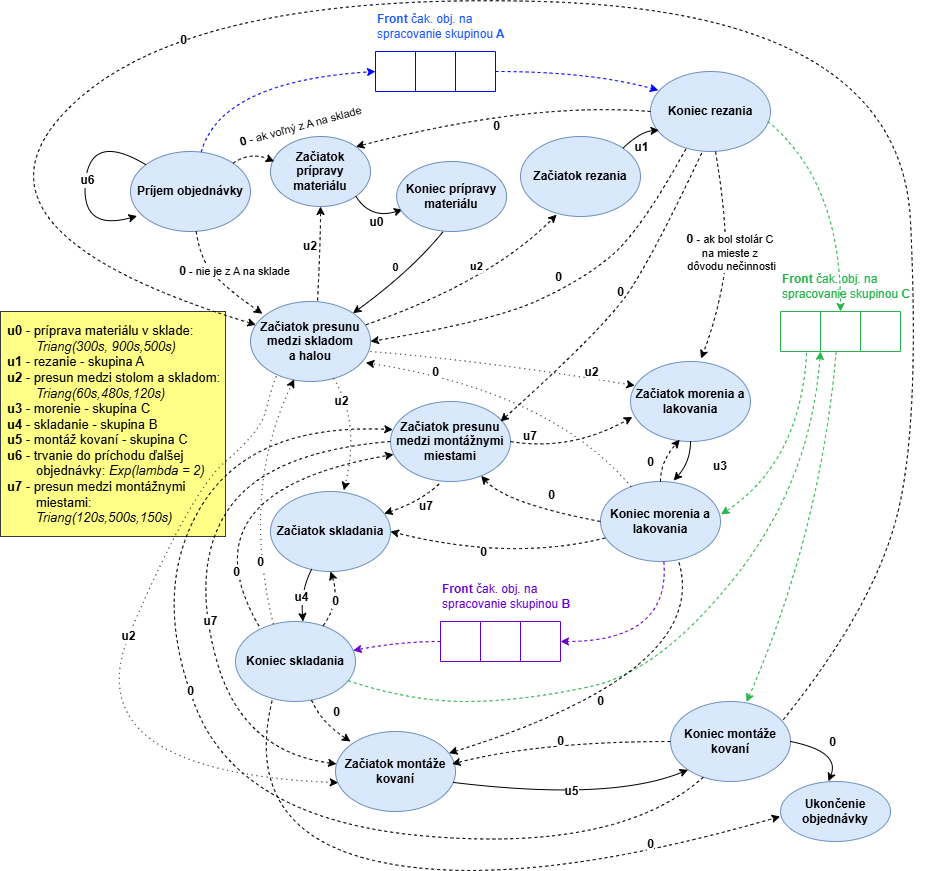 Front čak. obj. na
spracovanie skupinou A
0
0 - ak voľný z A na sklade
0
Koniec rezania
u1
u6
Príjem objednávky
Začiatok
prípravy
materiálu
u0
Koniec prípravy
materiálu
Začiatok rezania
0 - nie je z A na sklade
u2
0
u2
0
0
0 - ak bol stolár C
na mieste z
dôvodu nečinnosti
Front čak. obj. na
spracovanie skupinou C
u0 - príprava materiálu v sklade:
Triang(300s, 900s,500s)
u1 - rezanie - skupina A
u2 - presun medzi stolom a skladom:
Triang(60s,480s,120s)
u3 - morenie - skupina C
u4 - skladanie - skupina B
u5 - montáž kovaní - skupina C
u6 - trvanie do príchodu ďalšej
objednávky: Exp(lambda = 2)
u7 - presun medzi montážnymi
miestami:
Triang(120s,500s,150s)
Začiatok presunu
medzi skladom
a halou
0
u2
u2
Začiatok morenia a
lakovania
Začiatok presunu
medzi montážnymi
miestami
u7
0
u3
u7
0
Koniec morenia a
lakovania
Začiatok skladania
0
0
0
u4
0
Front čak. obj. na
spracovanie skupinou B
u7
u2
Koniec skladania
0
0
0
0
Začiatok montáže
kovaní
u5
Koniec montáže
kovaní
0
Ukončenie
objednávky
0